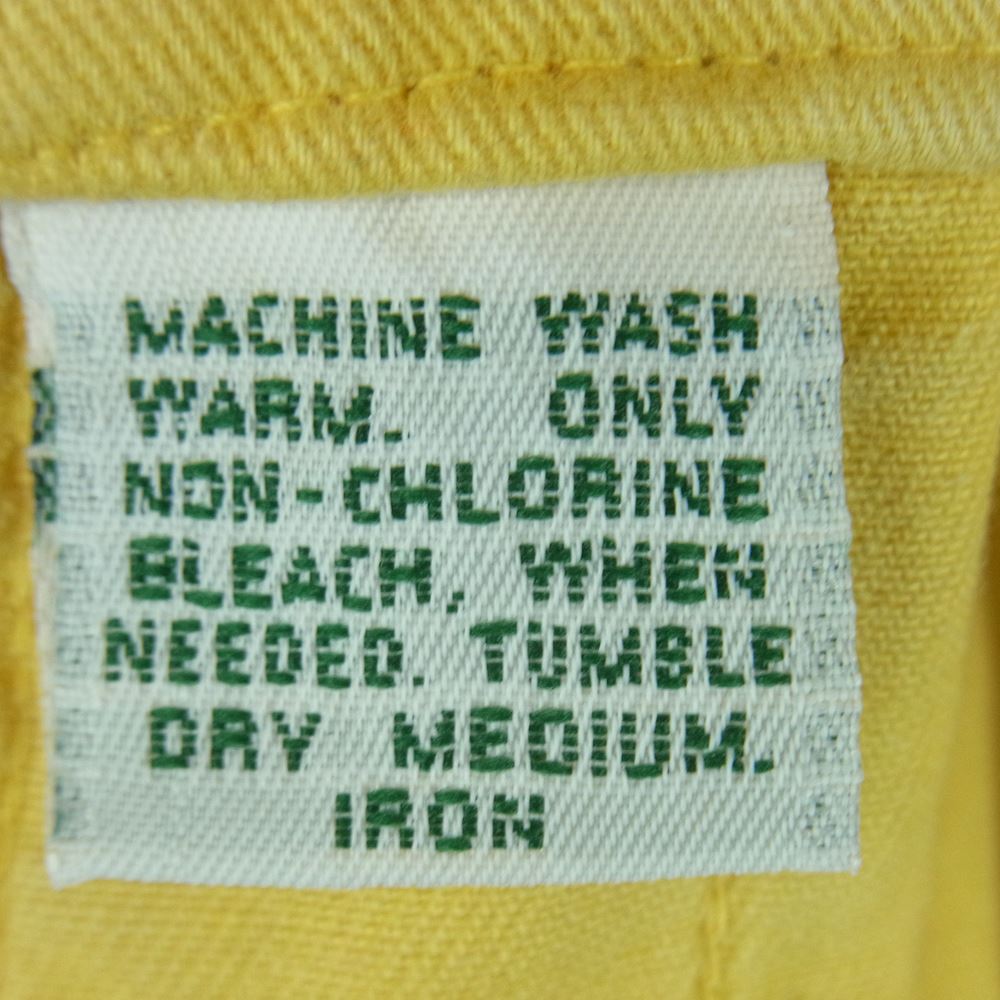 MACHINE WASH
WARM. ONLY
NON-CHLORINE
BLEACH, WHEN
NEEDED. TUMBLE
DRY MEDIUM.
IRON